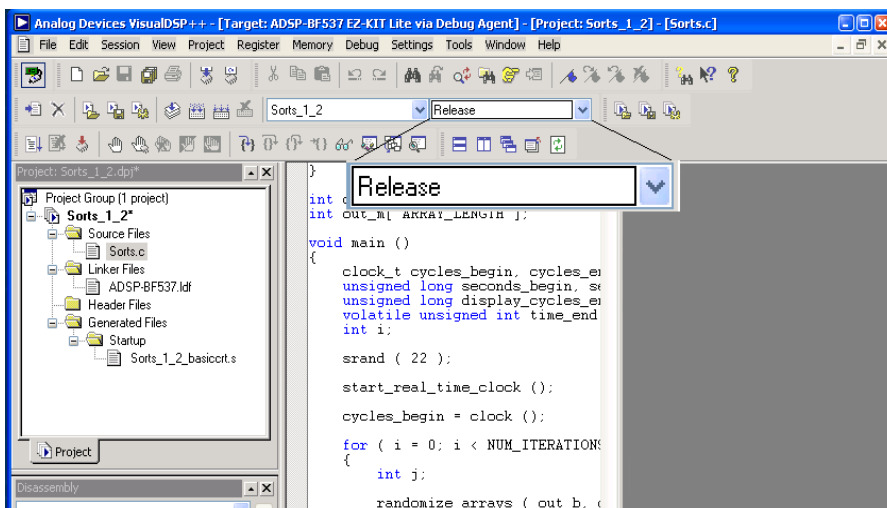 Analog Devices VisualDSP++ - [Target: ADSP-BF537 EZ-KIT Lite via Debug Agent] - [Project: Sorts_1_2] - [Sorts.c]
File Edit Session View Project Register Memory Debug Settings Tools Window Help
Sorts_1_2 Release
Project: Sorts_1_2.dpj*
Project Group (1 project)
Sorts_1_2*
Source Files
Sorts.c
Linker Files
ADSP-BF537.ldf
Header Files
Generated Files
Startup
Sorts_1_2_basiccrt.s
Project
Disassembly
Release
}
int
int out_m[ ARRAY_LENGTH ];
void main ()
{
clock_t cycles_begin, cycles_e
unsigned long seconds_begin, se
unsigned long display_cycles_e
volatile unsigned int time_end
int i;
srand ( 22 );
start_real_time_clock ();
cycles_begin = clock ();
for ( i = 0; i < NUM_ITERATIONS
{
int j;
randomize_arrays ( out_b,